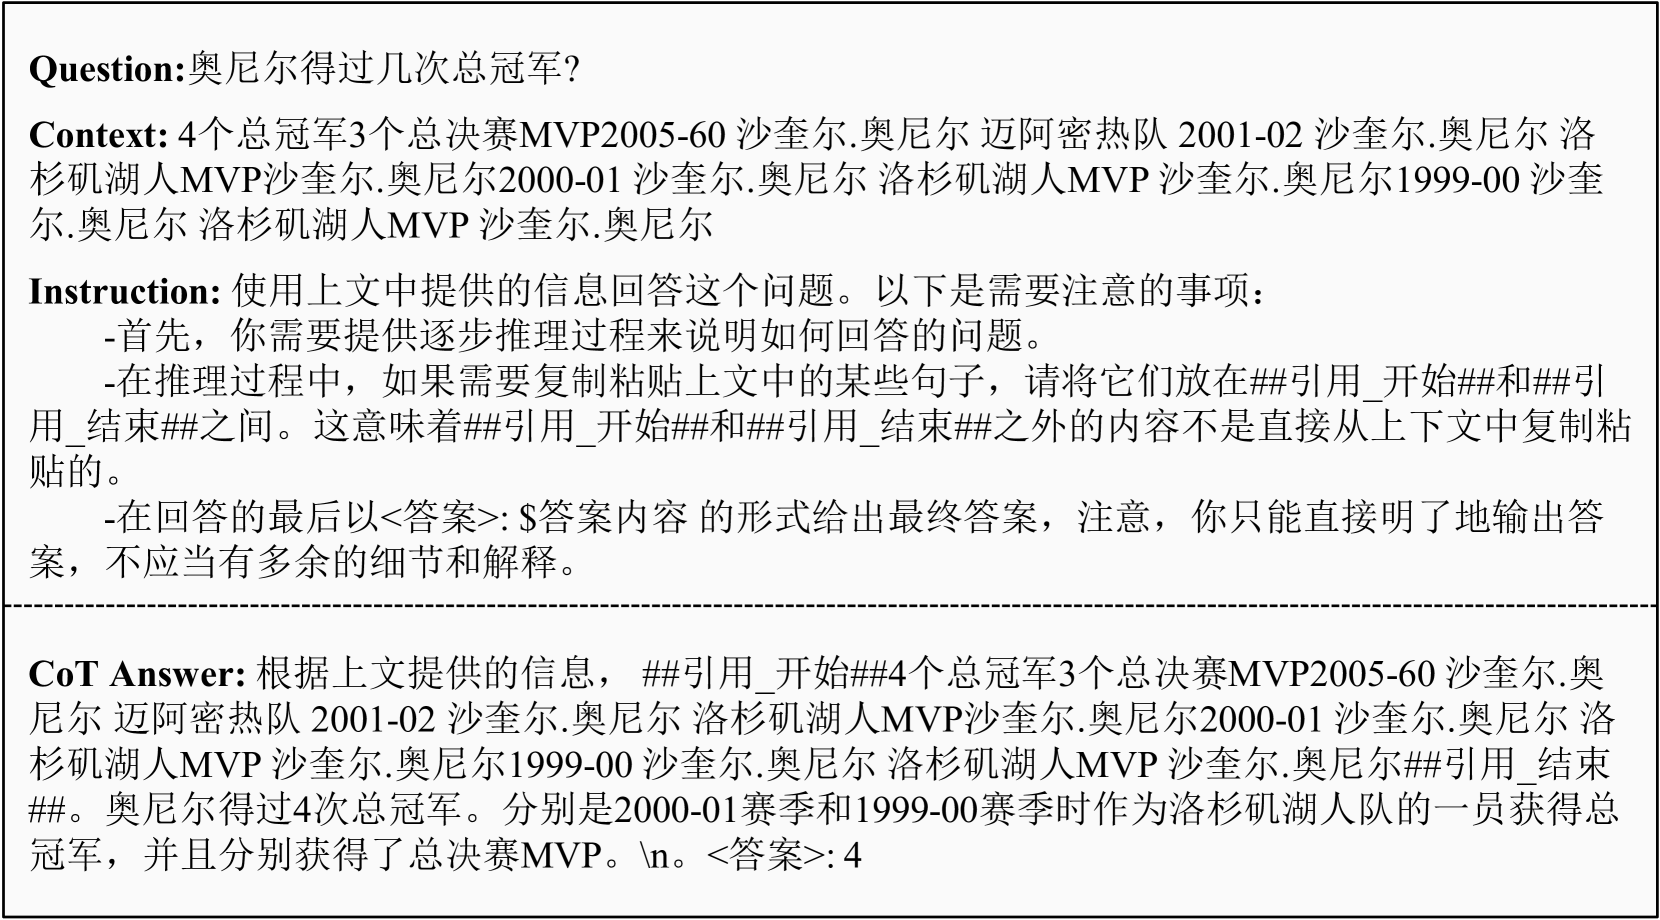 Question:奥尼尔得过几次总冠军?
Context: 4个总冠军3个总决赛MVP2005-60 沙奎尔.奥尼尔 迈阿密热队 2001-02 沙奎尔.奥尼尔 洛
杉矶湖人MVP沙奎尔.奥尼尔2000-01 沙奎尔.奥尼尔 洛杉矶湖人MVP 沙奎尔.奥尼尔1999-00 沙奎
尔.奥尼尔 洛杉矶湖人MVP 沙奎尔.奥尼尔
Instruction: 使用上文中提供的信息回答这个问题。以下是需要注意的事项：
-首先，你需要提供逐步推理过程来说明如何回答的问题。
-在推理过程中，如果需要复制粘贴上文中的某些句子，请将它们放在##引用_开始##和##引
用_结束##之间。这意味着##引用_开始##和##引用_结束##之外的内容不是直接从上下文中复制粘
贴的。
-在回答的最后以<答案>: $答案内容 的形式给出最终答案，注意，你只能直接明了地输出答
案，不应当有多余的细节和解释。
CoT Answer: 根据上文提供的信息， ##引用_开始##4个总冠军3个总决赛MVP2005-60 沙奎尔.奥
尼尔 迈阿密热队 2001-02 沙奎尔.奥尼尔 洛杉矶湖人MVP沙奎尔.奥尼尔2000-01 沙奎尔.奥尼尔 洛
杉矶湖人MVP 沙奎尔.奥尼尔1999-00 沙奎尔.奥尼尔 洛杉矶湖人MVP 沙奎尔.奥尼尔##引用_结束
##。奥尼尔得过4次总冠军。分别是2000-01赛季和1999-00赛季时作为洛杉矶湖人队的一员获得总
冠军，并且分别获得了总决赛MVP。\n。<答案>: 4